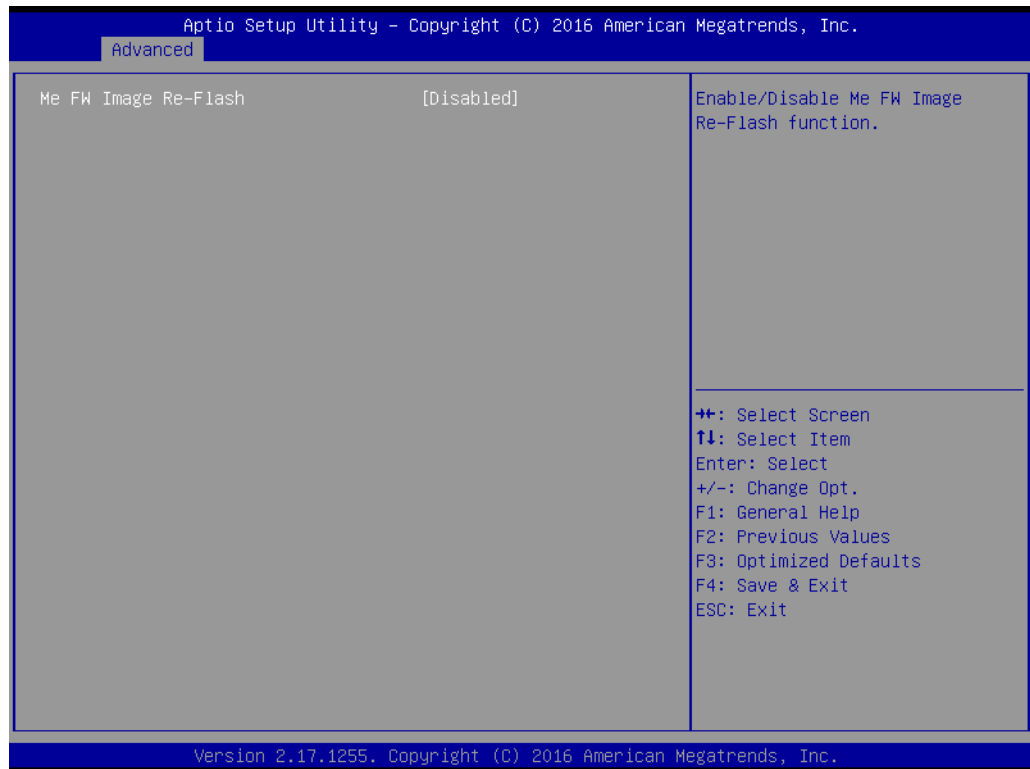 Aptio Setup Utility – Copyright (C) 2016 American Megatrends, Inc.
Advanced
Me FW Image Re-Flash [Disabled]
Enable/Disable Me FW Image
Re-Flash function.
→←: Select Screen
↑↓: Select Item
Enter: Select
+/-: Change Opt.
F1: General Help
F2: Previous Values
F3: Optimized Defaults
F4: Save & Exit
ESC: Exit
Version 2.17.1255. Copyright (C) 2016 American Megatrends, Inc.